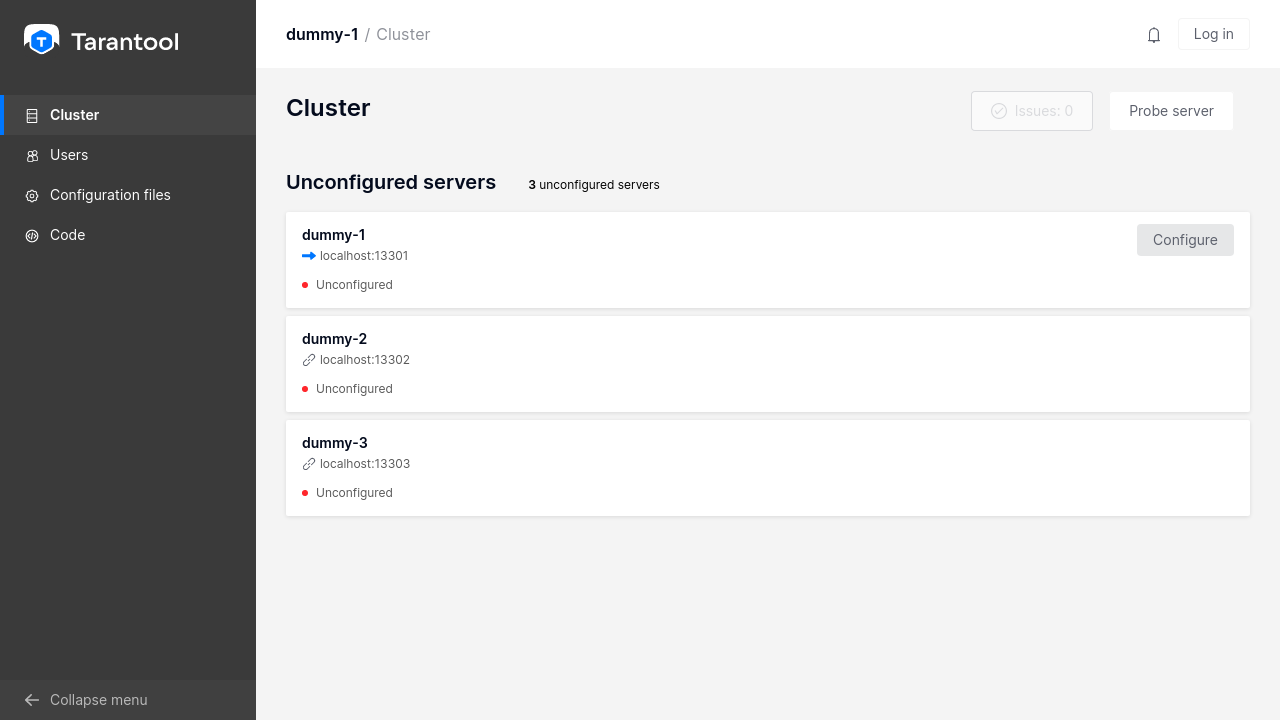 Tarantool
dummy-1 / Cluster
Log in
Cluster
Users
Configuration files
Code
Collapse menu
Cluster
Issues: 0
Probe server
Unconfigured servers
3 unconfigured servers
dummy-1
localhost:13301
Unconfigured
Configure
dummy-2
localhost:13302
Unconfigured
dummy-3
localhost:13303
Unconfigured